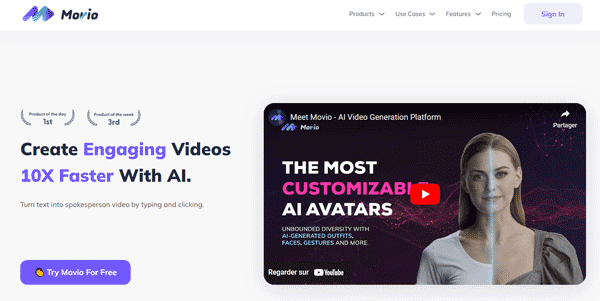 Movio
Products
Use Cases
Features
Pricing
Sign In
Product of the day
1st
Product of the week
3rd
Create Engaging Videos
10X Faster With AI.
Turn text into spokesperson video by typing and clicking.
Try Movio For Free
Meet Movio - AI Video Generation Platform
Partager
Movio
THE MOST
CUSTOMIZABLE
AI AVATARS
UNBOUNDED DIVERSITY WITH
AI-GENERATED OUTFITS,
FACES, GESTURES AND MORE.
Regarder sur YouTube